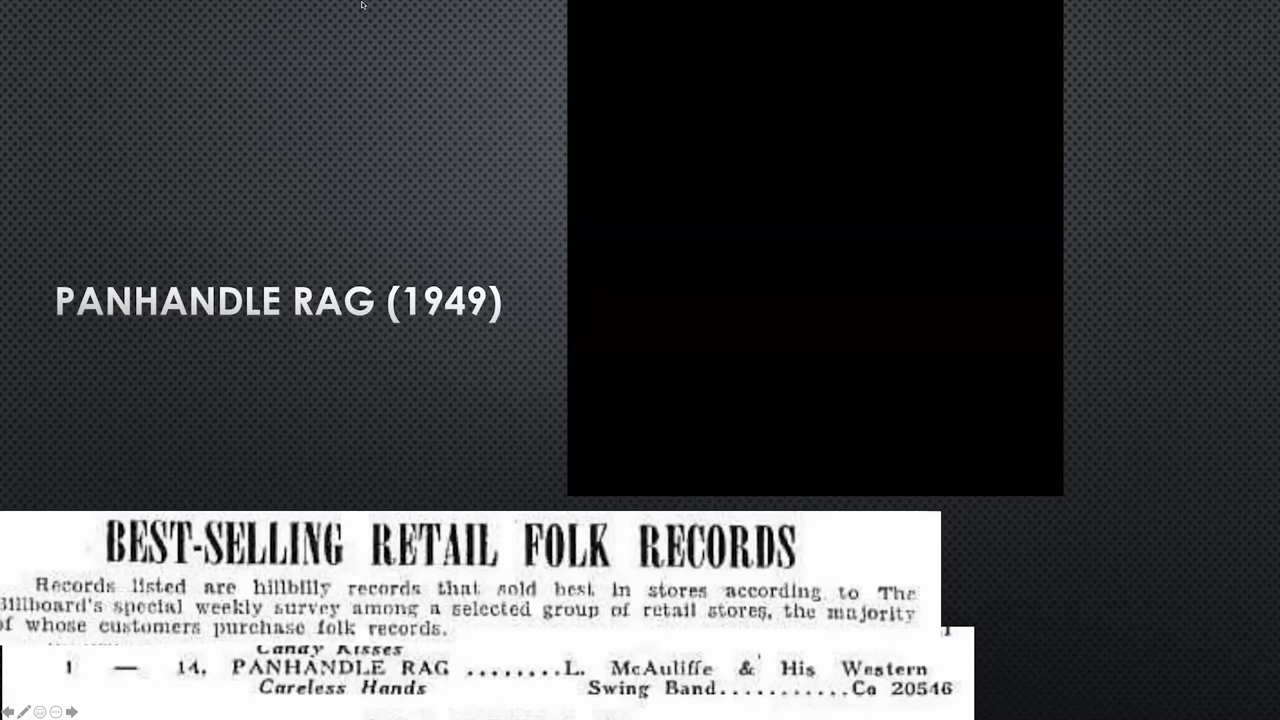 PANHANDLE RAG (1949)
BEST-SELLING RETAIL FOLK RECORDS
Records listed are hillbilly records that sold best in stores according to The
Billboard's special weekly survey among a selected group of retail stores, the majority
of whose customers purchase folk records.
Candy Kisses
1 — 14. PANHANDLE RAG ........L. McAuliffe & His Western
Careless Hands Swing Band...........Co 20546